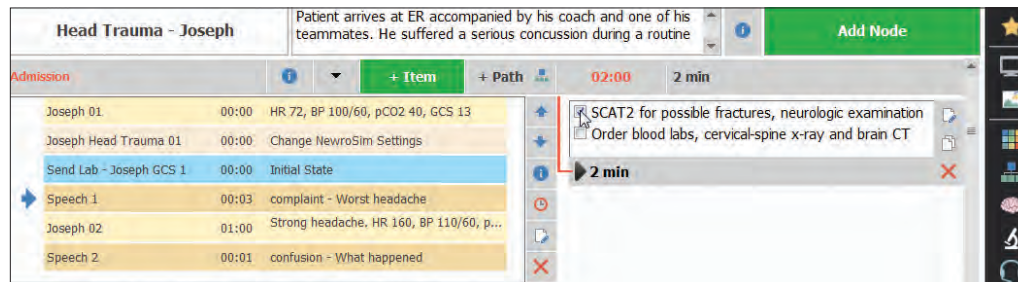 Head Trauma - Joseph
Patient arrives at ER accompanied by his coach and one of his
teammates. He suffered a serious concussion during a routine
Add Node
Admission
+ Item
+ Path
02:00
2 min
Joseph 01 00:00 HR 72, BP 100/60, pCO2 40, GCS 13
Joseph Head Trauma 01 00:00 Change NewroSim Settings
Send Lab - Joseph GCS 1 00:00 Initial State
Speech 1 00:03 complaint - Worst headache
Joseph 02 01:00 Strong headache. HR 160, BP 110/60, p...
Speech 2 00:01 confusion - What happened
SCAT2 for possible fractures, neurologic examination
Order blood labs, cervical-spine x-ray and brain CT
2 min